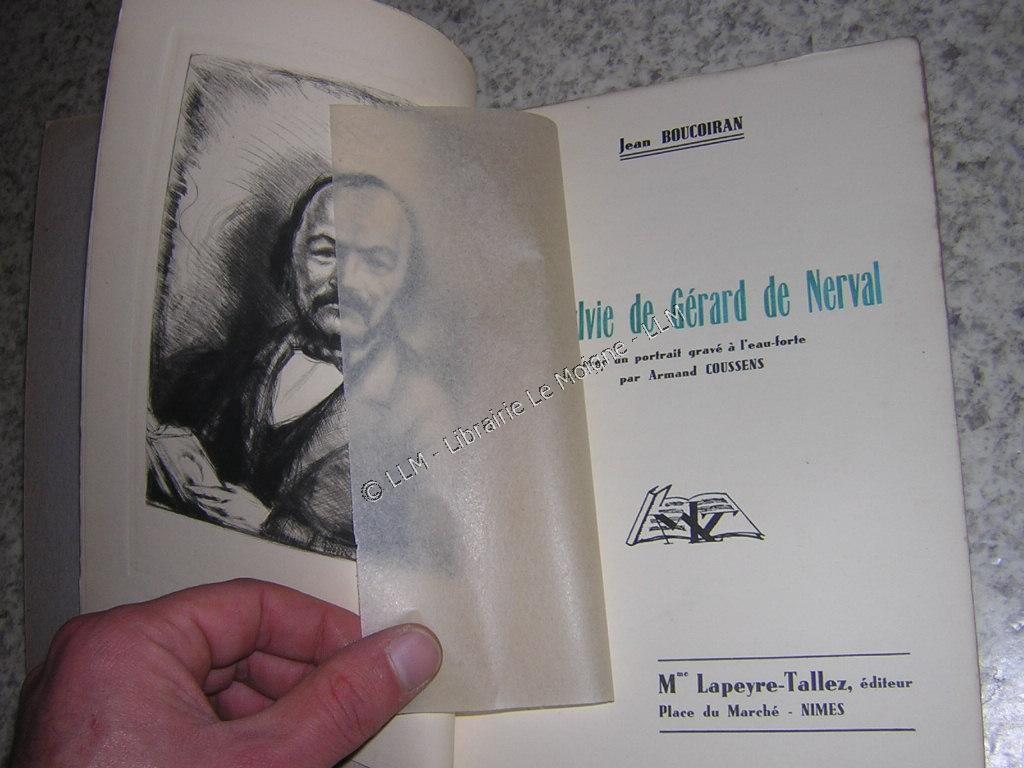 Jean BOUCOIRAN
lvie de Gérard de Nerval
un portrait gravé à l'eau-forte
par Armand COUSSENS
© LLM - Librairie Le Moigne - LLM
Mme Lapeyre-Tallez, éditeur
Place du Marché - NIMES